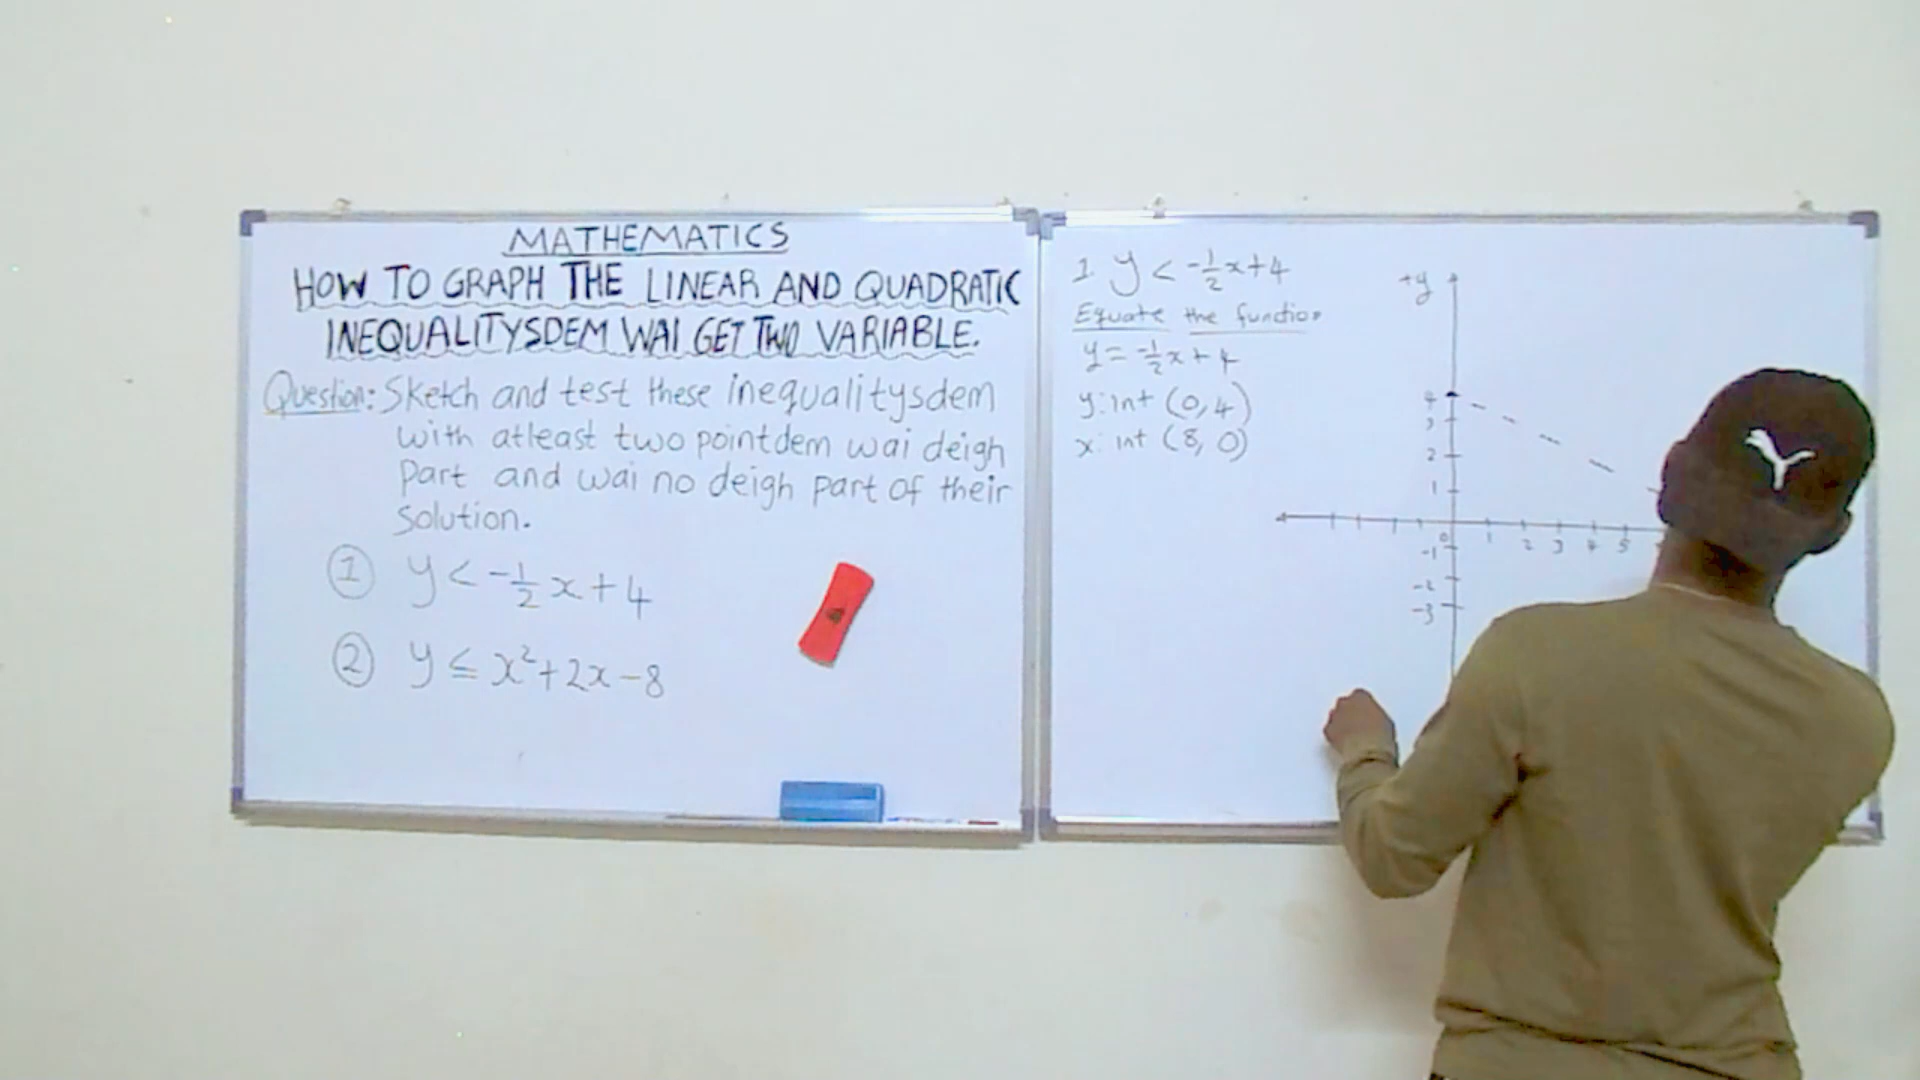 MATHEMATICS
HOW TO GRAPH THE LINEAR AND QUADRATIC
INEQUALITYSDEM WAI GET TWO VARIABLE.
Question: Sketch and test these inequalitysdem
with atleast two pointdem wai deigh
part and wai no deigh part of their
solution.
① y < -1/2 x + 4
② y ≤ x² + 2x - 8
1 y < -1/2 x + 4
Equate the function
y = -1/2 x + 4
y: int (0, 4)
x: int (8, 0)
+y
4
3
2
1
0 1 2 3 4 5
-1
-2
-3